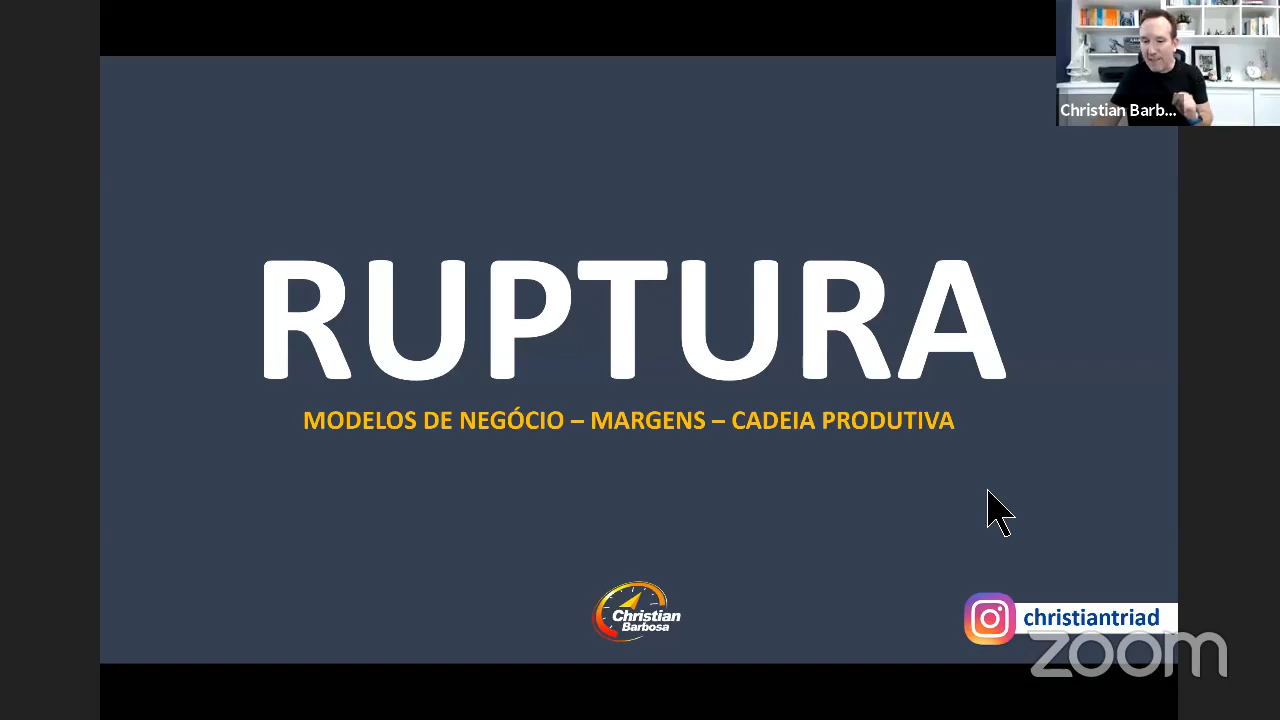 Christian Barb...
RUPTURA
MODELOS DE NEGÓCIO – MARGENS – CADEIA PRODUTIVA
Christian
Barbosa
christiantriad
zoom